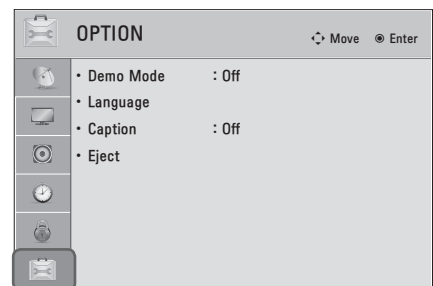 OPTION
Move
Enter
• Demo Mode : Off
• Language
• Caption : Off
• Eject